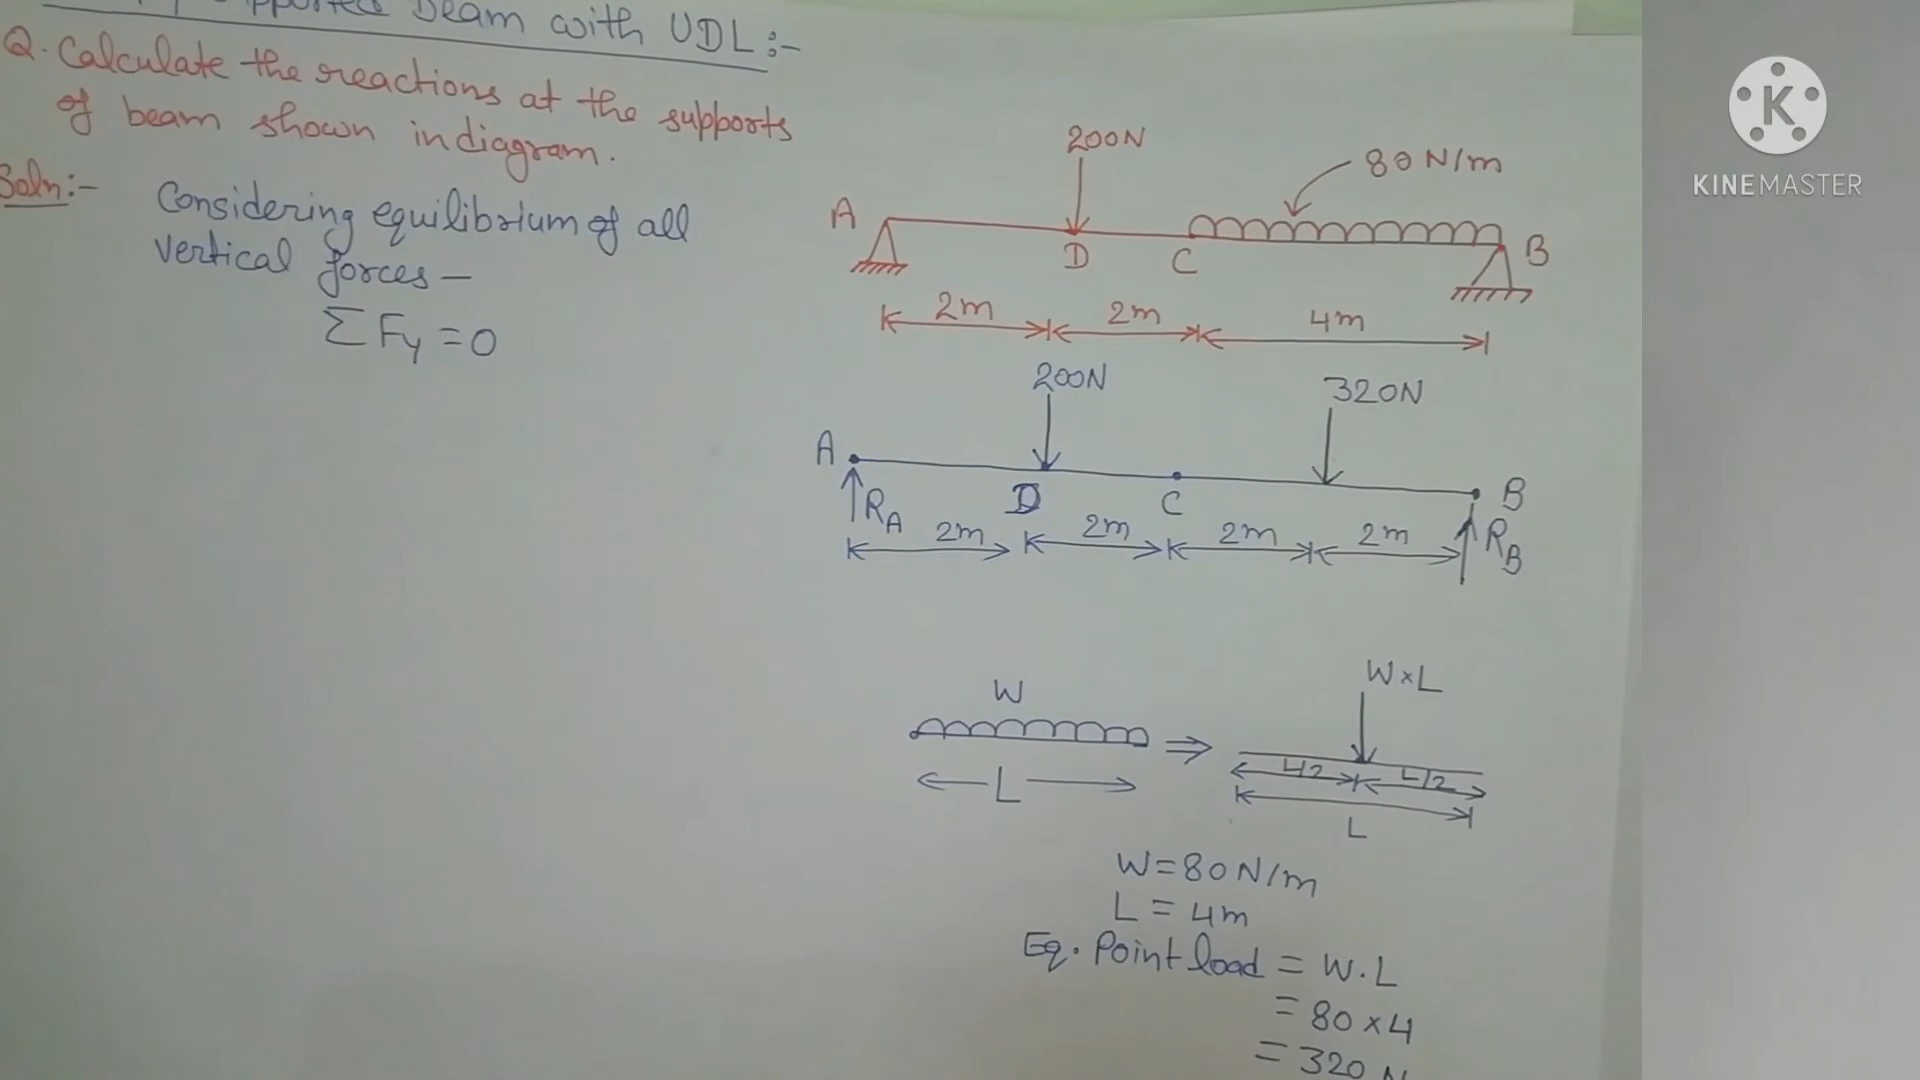 Beam with UDL:-
Q. Calculate the reactions at the supports
of beam shown in diagram.
Soln:-
Considering equilibrium of all
vertical forces—
ΣFy=0
200N
80 N/m
A
D
C
B
2m
2m
4m
200N
320N
A
D
C
B
RA
RB
2m
2m
2m
2m
W
L
⇒
W×L
L/2
L/2
L
W=80N/m
L=4m
Eq. Point load = W.L
= 80×4
= 320 N
K
KINEMASTER